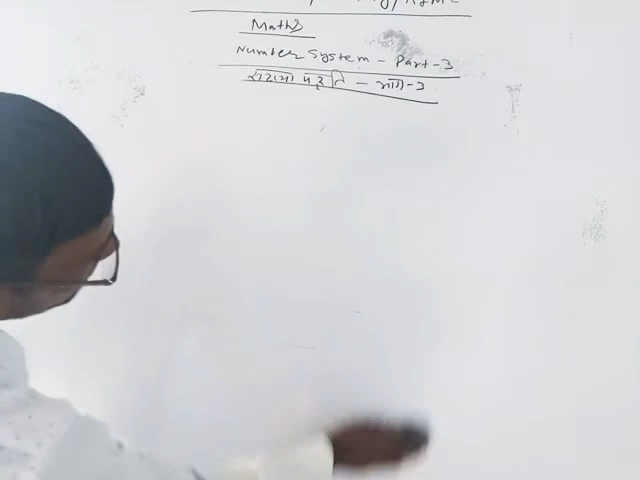 Maths
Number System - Part-3
संख्या पद्धति - भाग-3